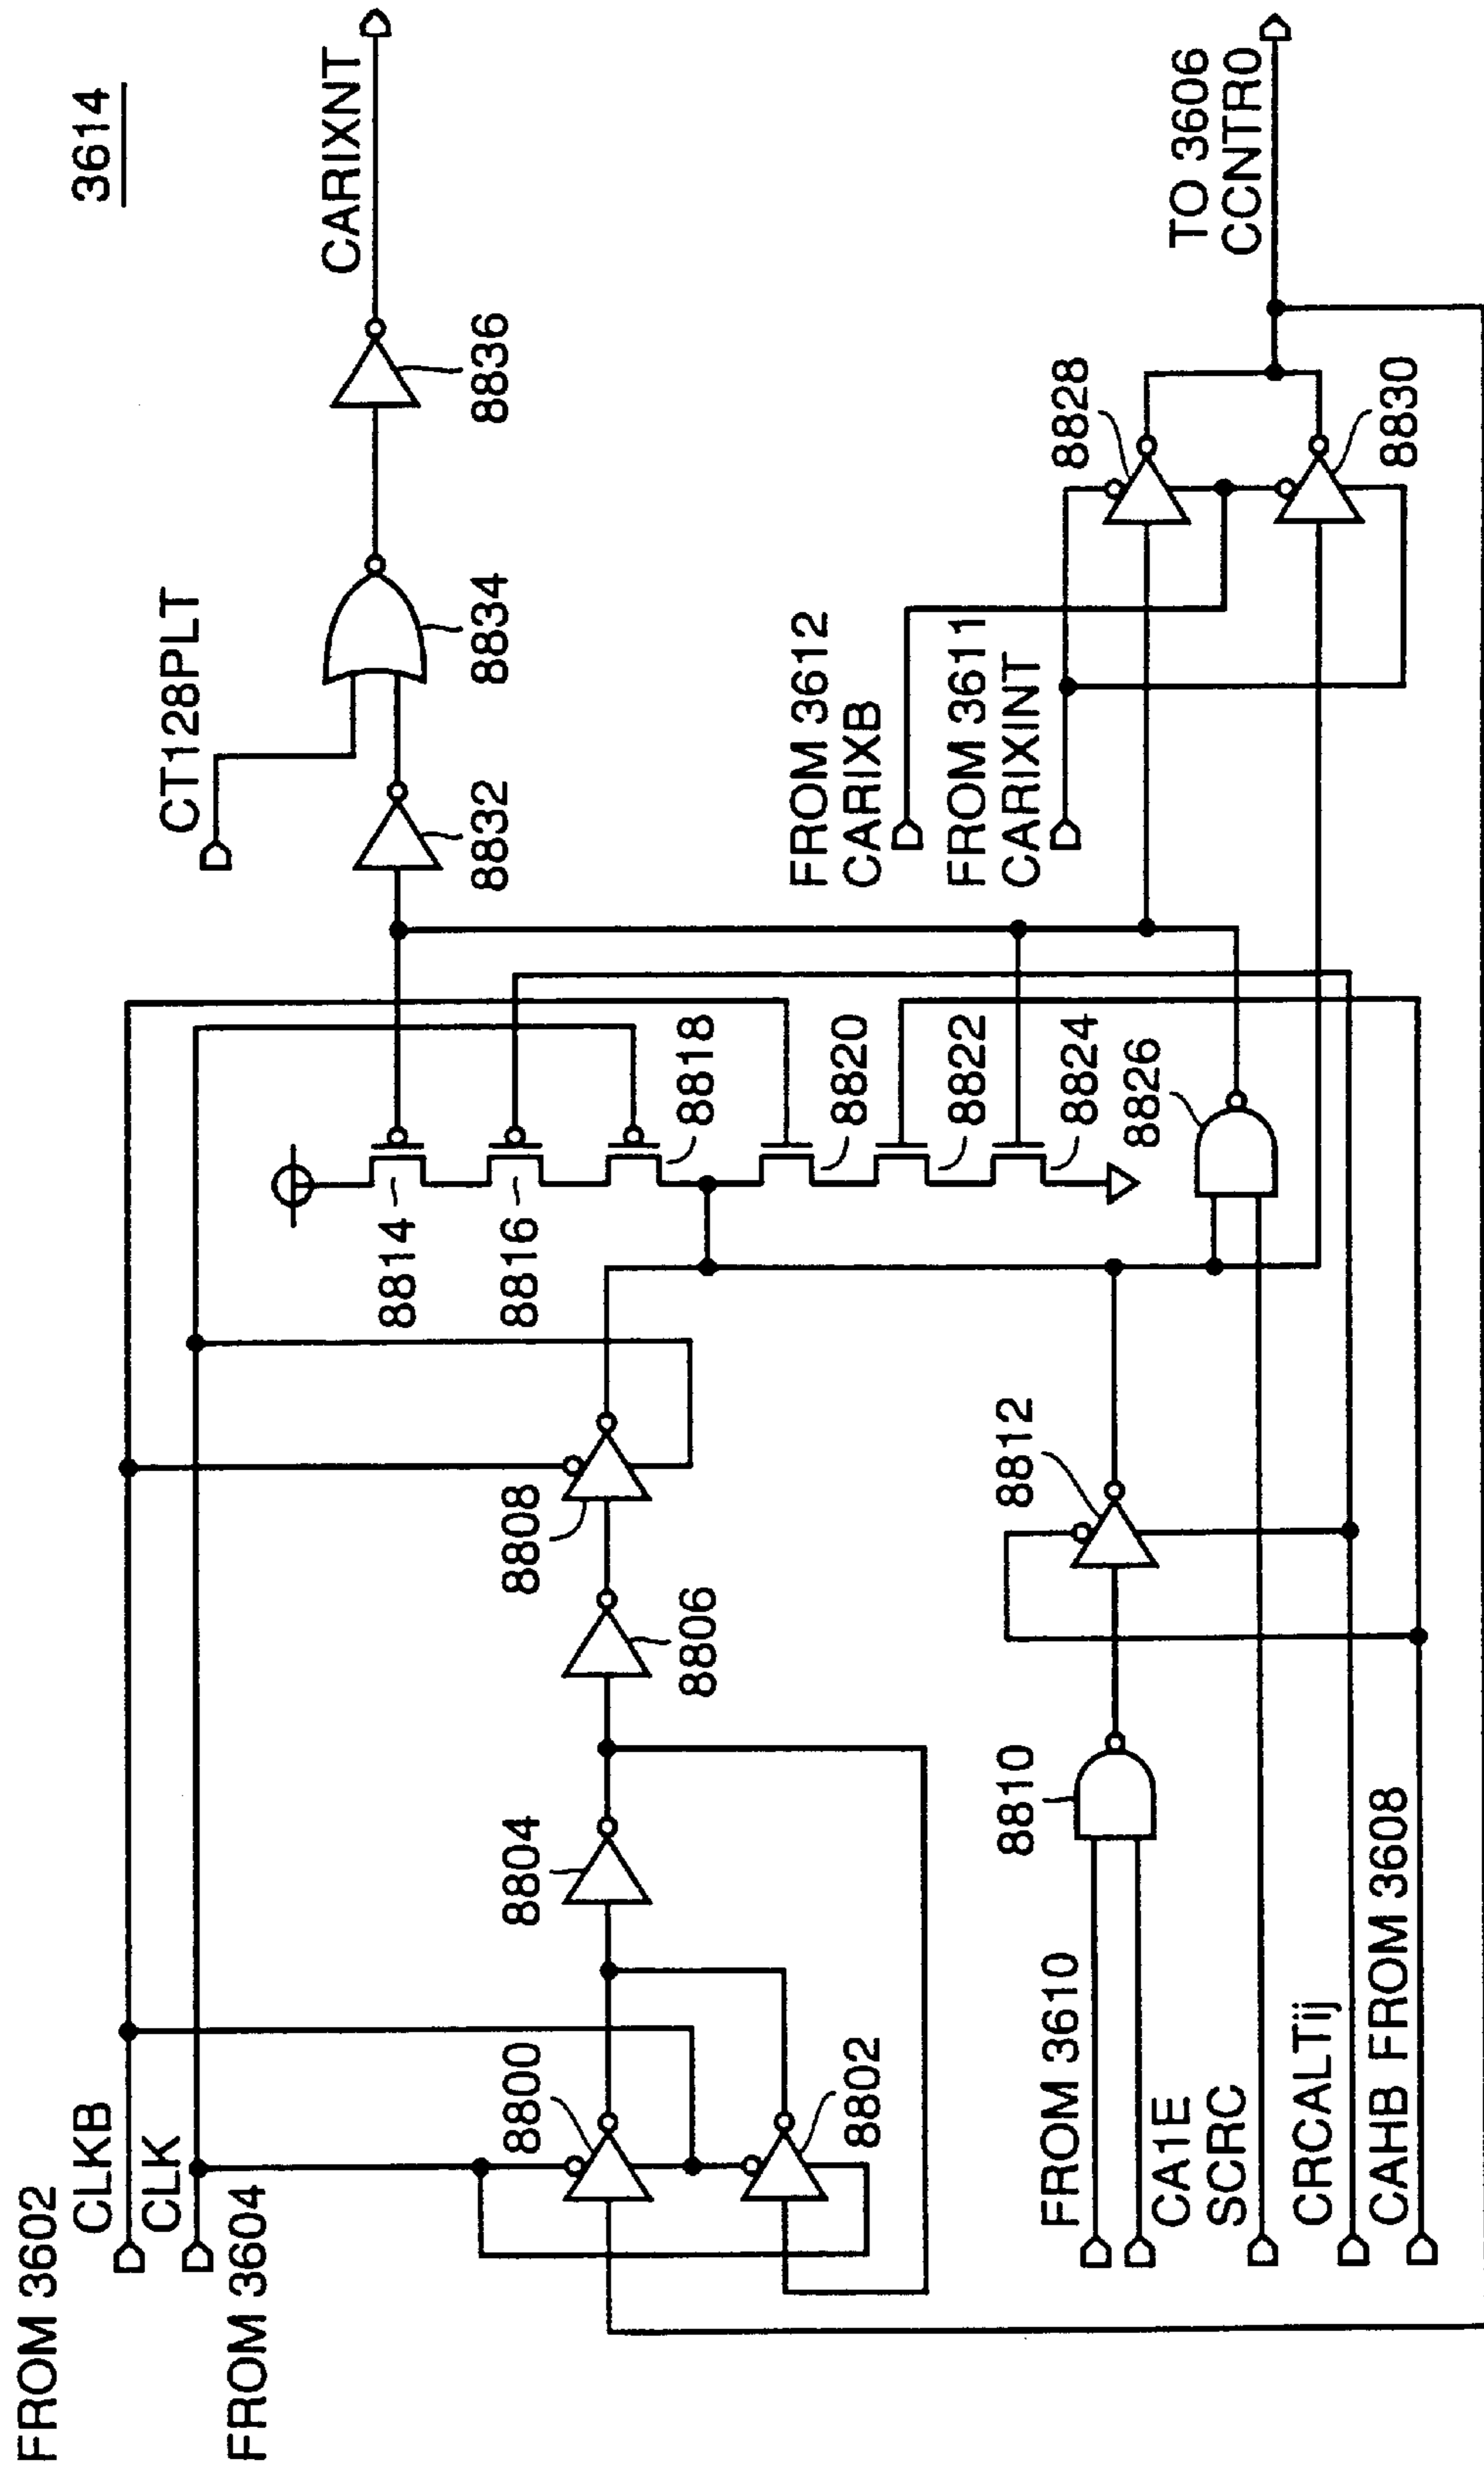 3614
FROM 3602
CLKB
CLK
FROM 3604
8800
8802
8804
8806
8808
FROM 3610
CA1E
SCRC
CRCALTij
CAHB FROM 3608
8810
8812
8814
8816
8818
8820
8822
8824
8826
CT128PLT
8832
8834
8836
CARIXNT
FROM 3612
CARIXB
FROM 3611
CARIXINT
8828
8830
TO 3606
CCNTR0